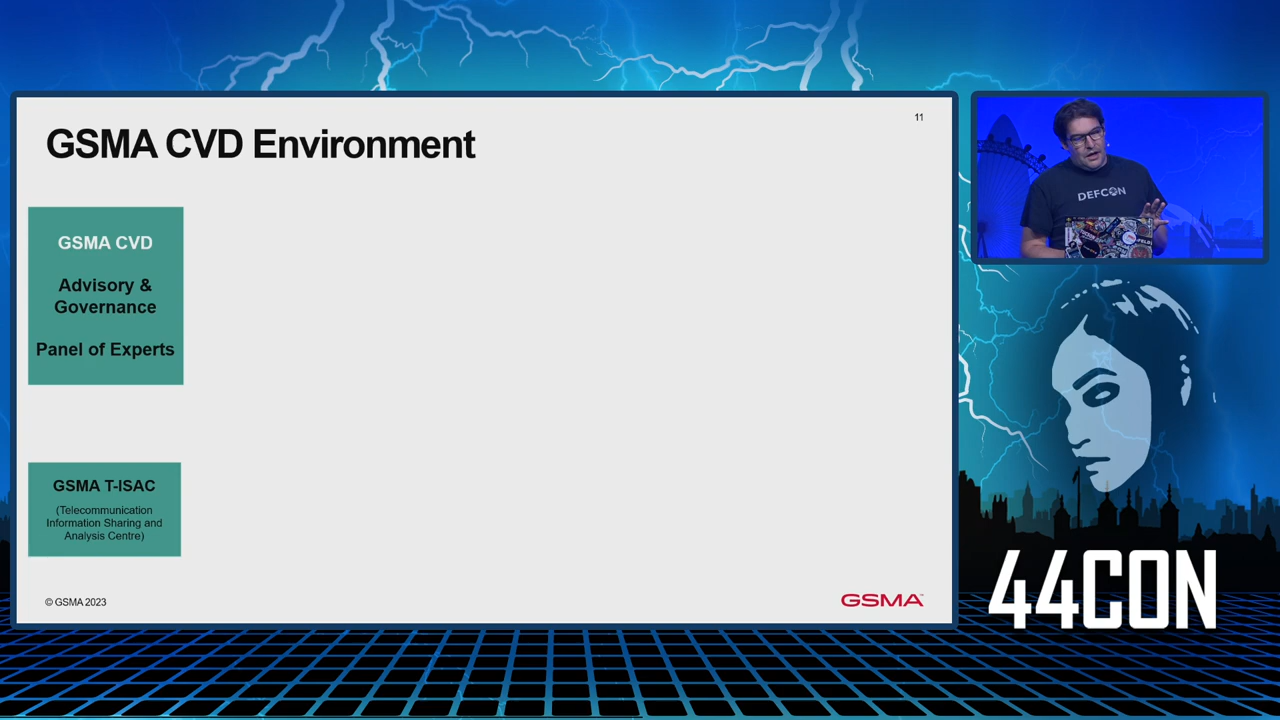 GSMA CVD Environment
11
GSMA CVD
Advisory &
Governance
Panel of Experts
GSMA T-ISAC
(Telecommunication
Information Sharing and
Analysis Centre)
© GSMA 2023
GSMA™
DEFCON
44CON